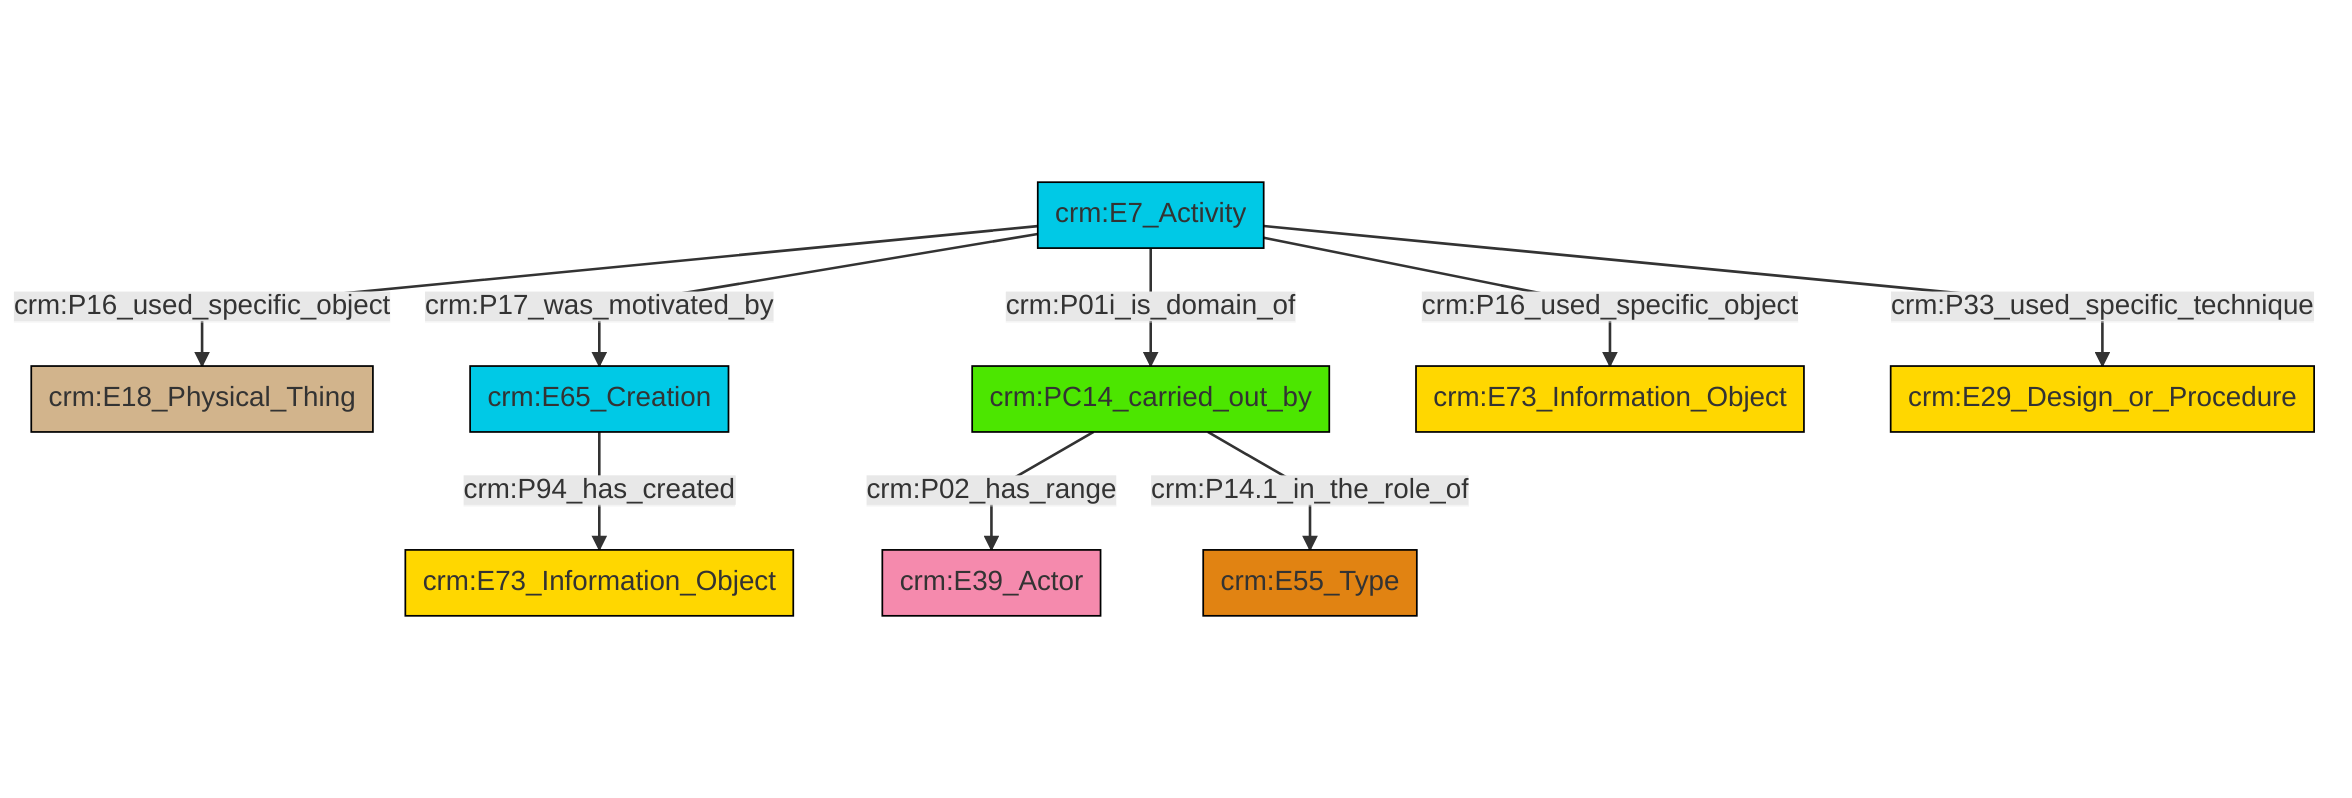 crm:E7_Activity
crm:P16_used_specific_object
crm:P17_was_motivated_by
crm:P01i_is_domain_of
crm:P16_used_specific_object
crm:P33_used_specific_technique
crm:E18_Physical_Thing
crm:E65_Creation
crm:PC14_carried_out_by
crm:E73_Information_Object
crm:E29_Design_or_Procedure
crm:P94_has_created
crm:P02_has_range
crm:P14.1_in_the_role_of
crm:E73_Information_Object
crm:E39_Actor
crm:E55_Type